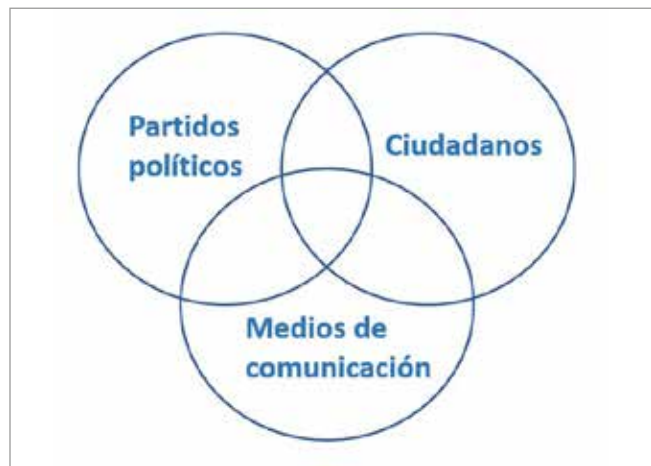 Partidos
políticos
Ciudadanos
Medios de
comunicación